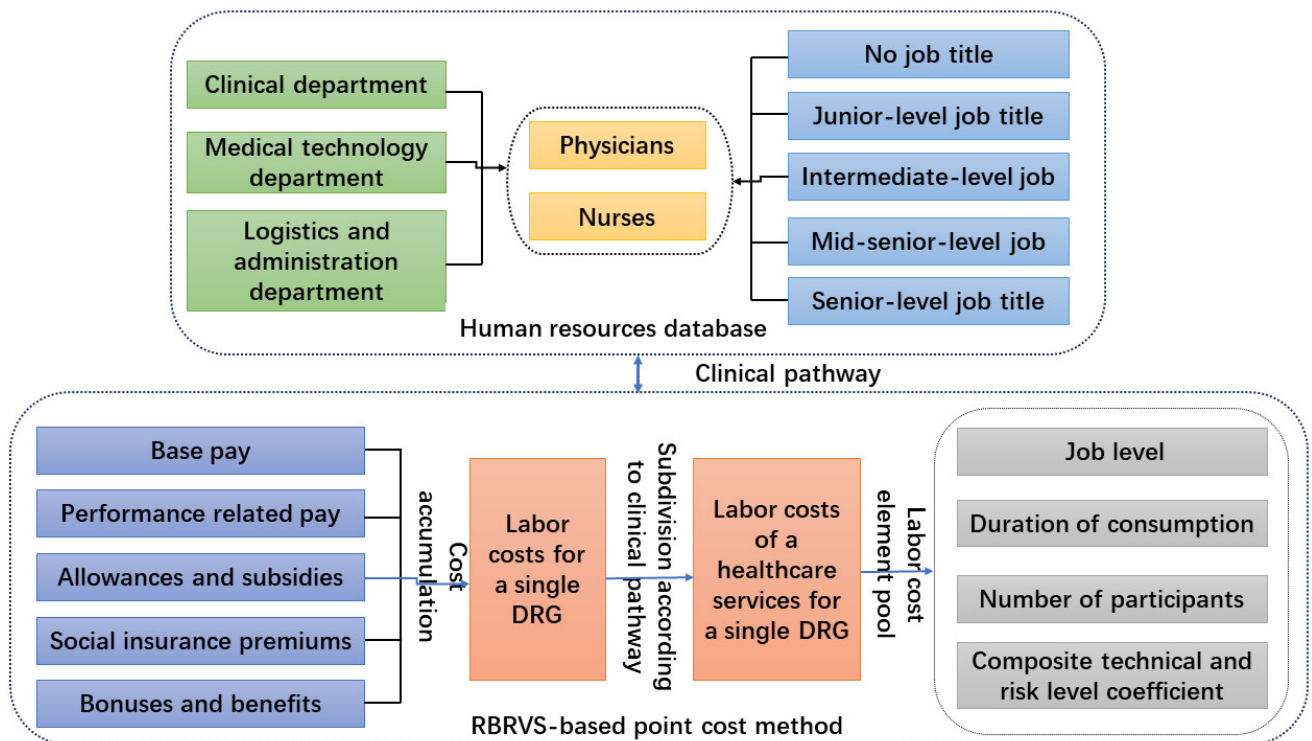 Clinical department
Medical technology
department
Logistics and
administration
department
Physicians
Nurses
No job title
Junior-level job title
Intermediate-level job
Mid-senior-level job
Senior-level job title
Human resources database
Clinical pathway
Base pay
Performance related pay
Allowances and subsidies
Social insurance premiums
Bonuses and benefits
Cost
accumulation
Labor
costs for
a single
DRG
Subdivision according
to clinical pathway
Labor costs
of a
healthcare
services for
a single DRG
Labor cost
element pool
Job level
Duration of consumption
Number of participants
Composite technical and
risk level coefficient
RBRVS-based point cost method